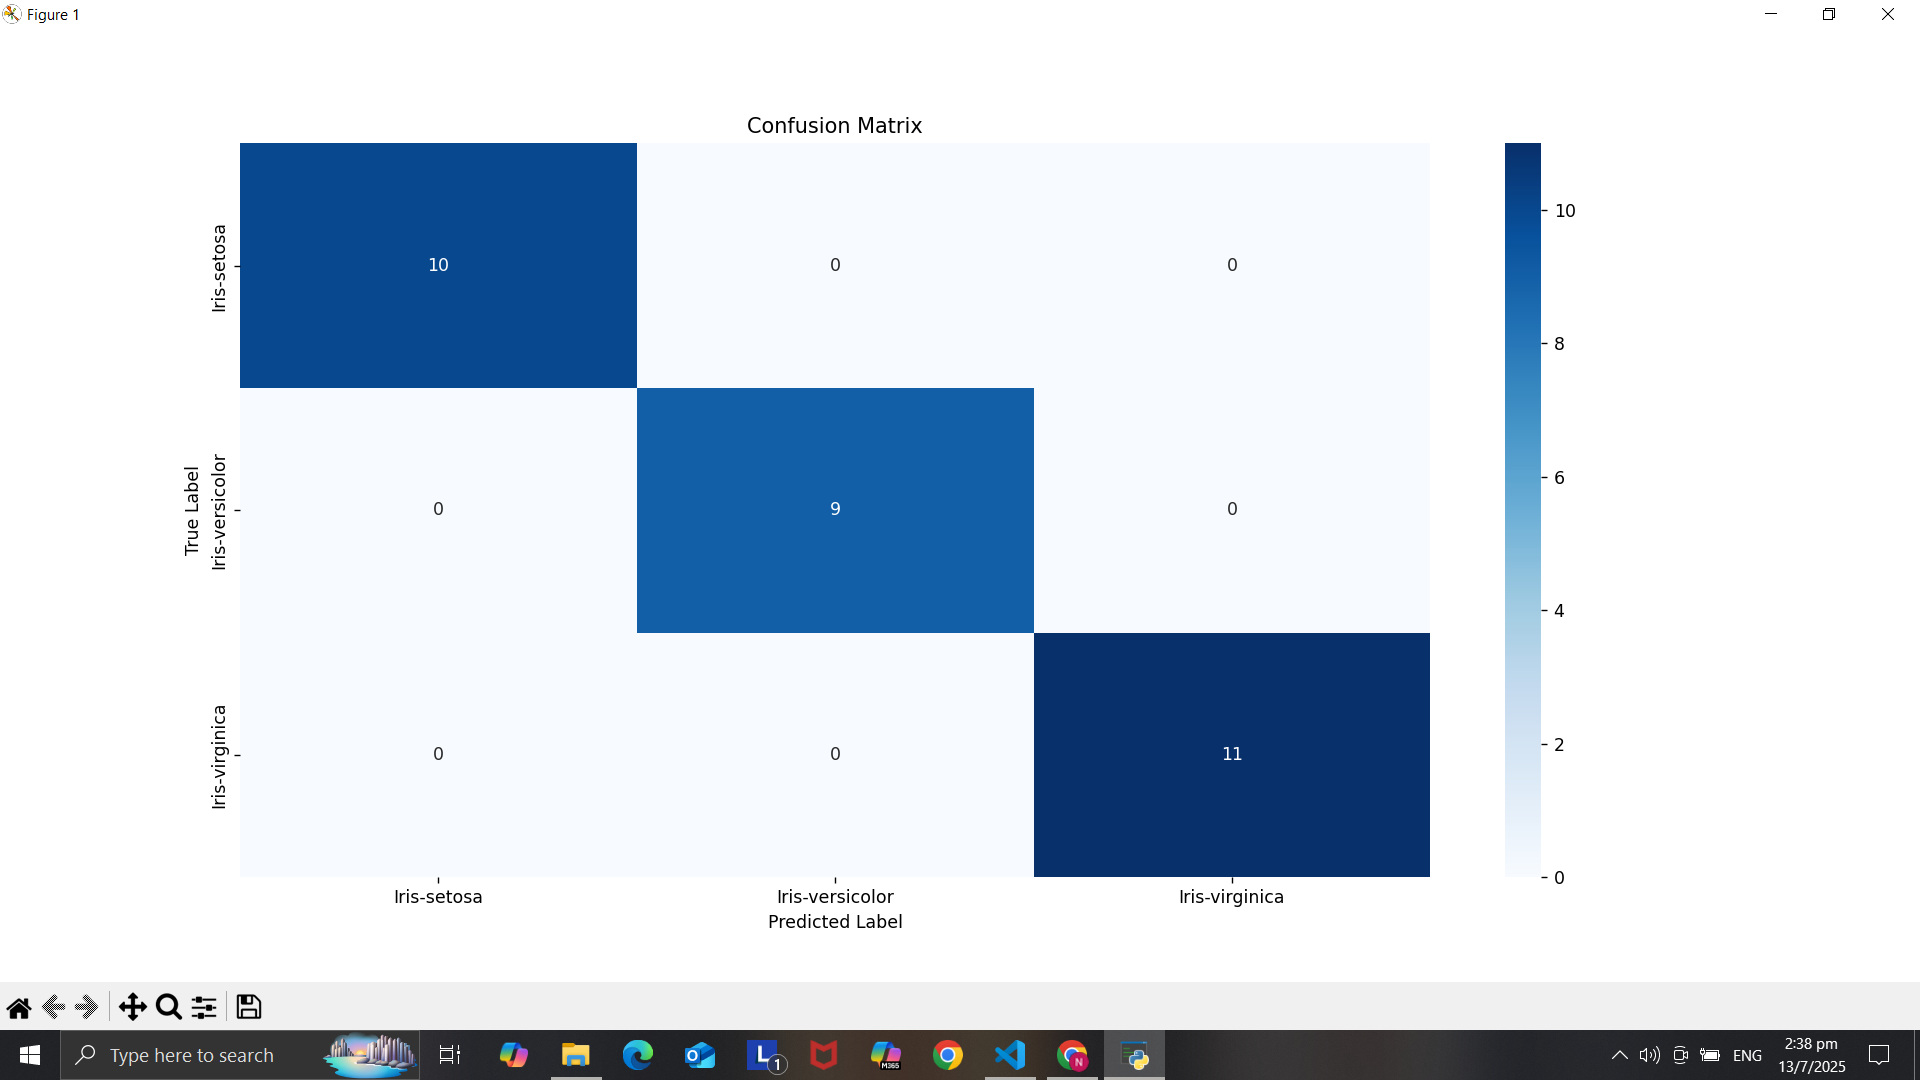 Figure 1
Confusion Matrix
Iris-setosa
Iris-versicolor
Iris-virginica
True Label
10 0 0
0 9 0
0 0 11
10
8
6
4
2
0
Iris-setosa Iris-versicolor Iris-virginica
Predicted Label
Type here to search
O
L 1
M365
N
ENG
2:38 pm
13/7/2025